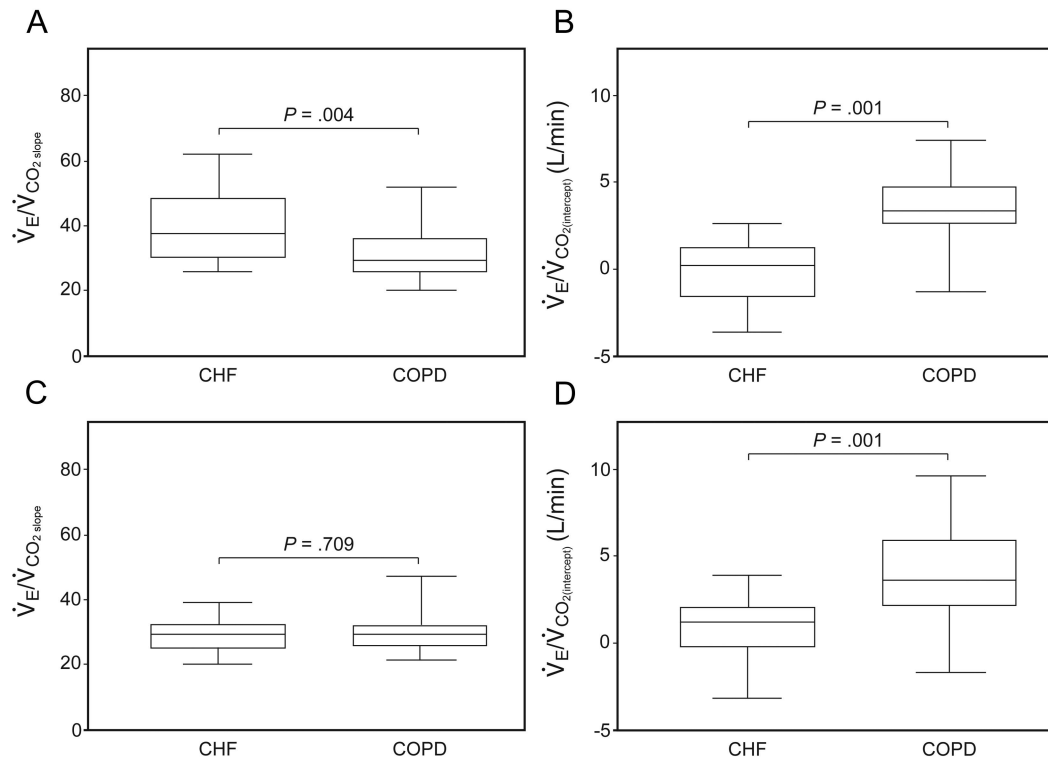 A
V̇E/V̇CO2 slope
80
60
40
20
0
P = .004
CHF
COPD
B
V̇E/V̇CO2(intercept) (L/min)
10
5
0
-5
P = .001
CHF
COPD
C
V̇E/V̇CO2 slope
80
60
40
20
0
P = .709
CHF
COPD
D
V̇E/V̇CO2(intercept) (L/min)
10
5
0
-5
P = .001
CHF
COPD